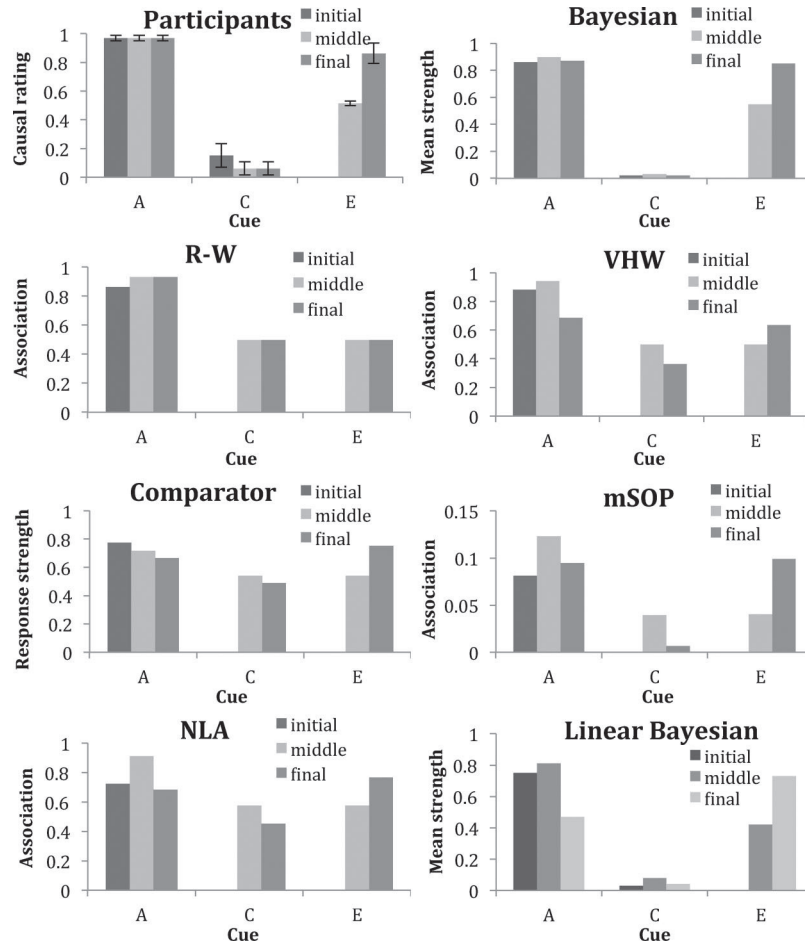 Participants
initial
middle
final
Causal rating
1
0.8
0.6
0.4
0.2
0
A
C
E
Cue
Bayesian
initial
middle
final
Mean strength
1
0.8
0.6
0.4
0.2
0
A
C
E
Cue
R-W
initial
middle
final
Association
1
0.8
0.6
0.4
0.2
0
A
C
E
Cue
VHW
initial
middle
final
Association
1
0.8
0.6
0.4
0.2
0
A
C
E
Cue
Comparator
initial
middle
final
Response strength
1
0.8
0.6
0.4
0.2
0
A
C
E
Cue
mSOP
initial
middle
final
Association
0.15
0.1
0.05
0
A
C
E
Cue
NLA
initial
middle
final
Association
1
0.8
0.6
0.4
0.2
0
A
C
E
Cue
Linear Bayesian
initial
middle
final
Mean strength
1
0.8
0.6
0.4
0.2
0
A
C
E
Cue